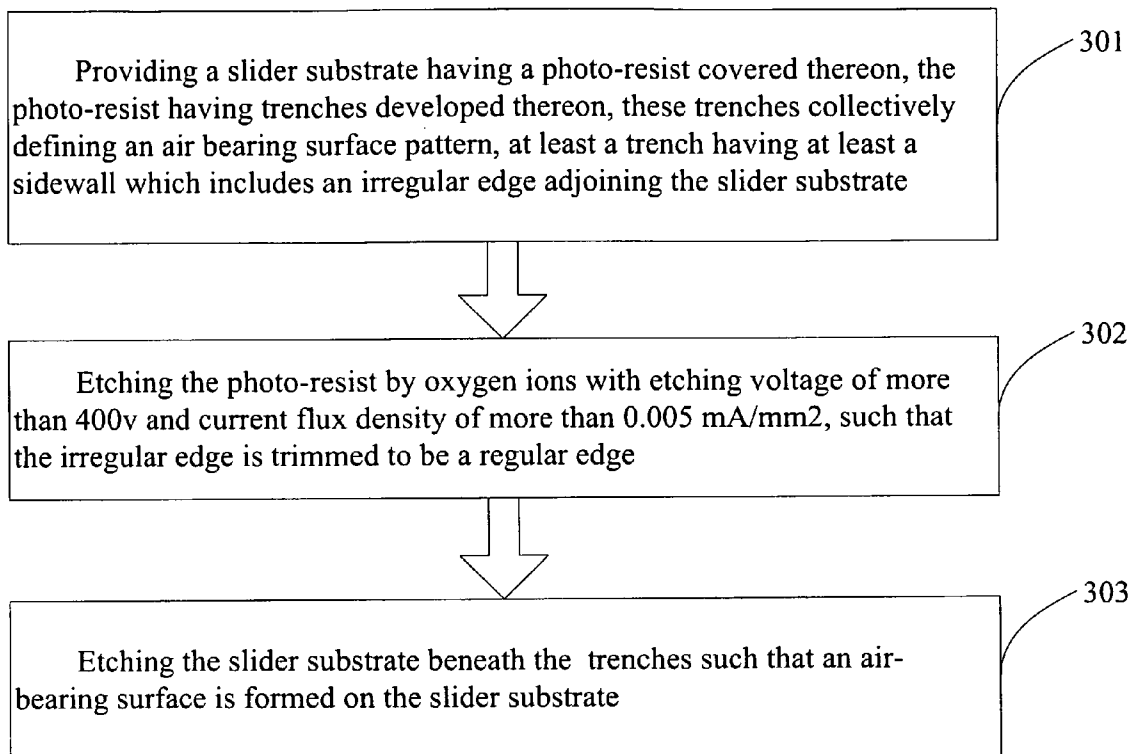 301
Providing a slider substrate having a photo-resist covered thereon, the
photo-resist having trenches developed thereon, these trenches collectively
defining an air bearing surface pattern, at least a trench having at least a
sidewall which includes an irregular edge adjoining the slider substrate
302
Etching the photo-resist by oxygen ions with etching voltage of more
than 400v and current flux density of more than 0.005 mA/mm2, such that
the irregular edge is trimmed to be a regular edge
303
Etching the slider substrate beneath the trenches such that an air-
bearing surface is formed on the slider substrate